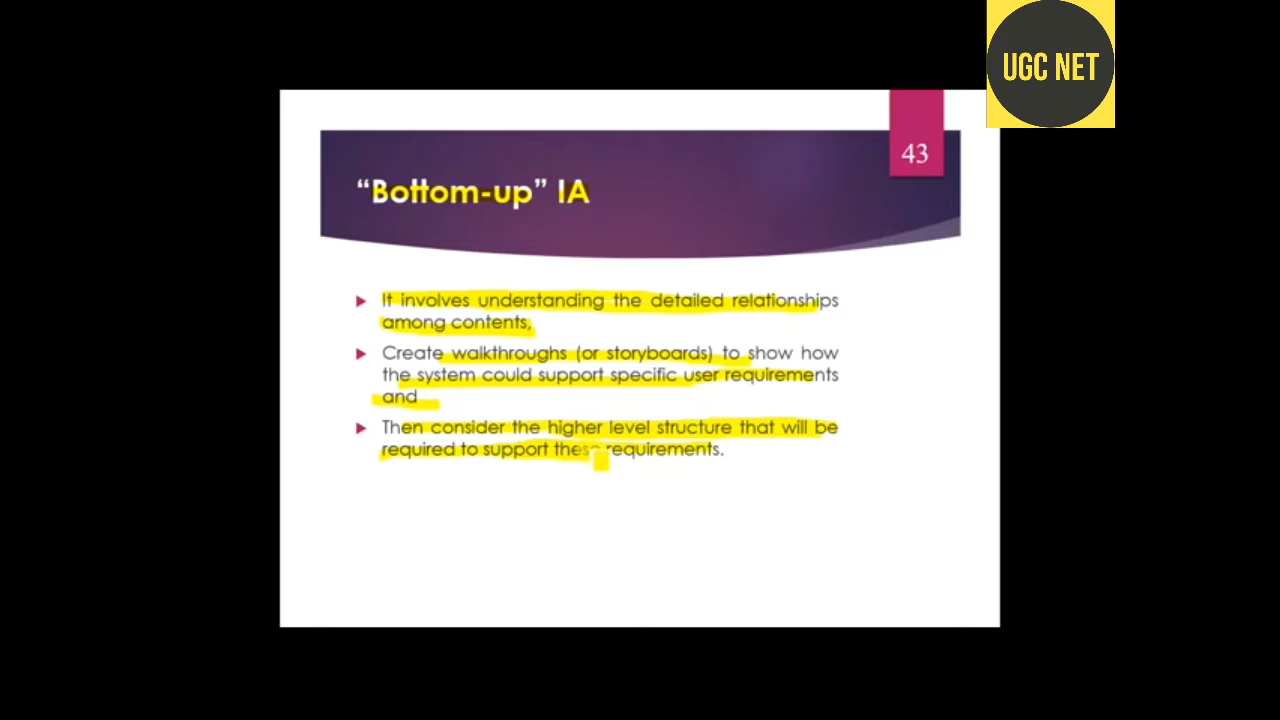 UGC NET
43
“Bottom-up” IA
It involves understanding the detailed relationships
among contents,
Create walkthroughs (or storyboards) to show how
the system could support specific user requirements
and
Then consider the higher level structure that will be
required to support these requirements.